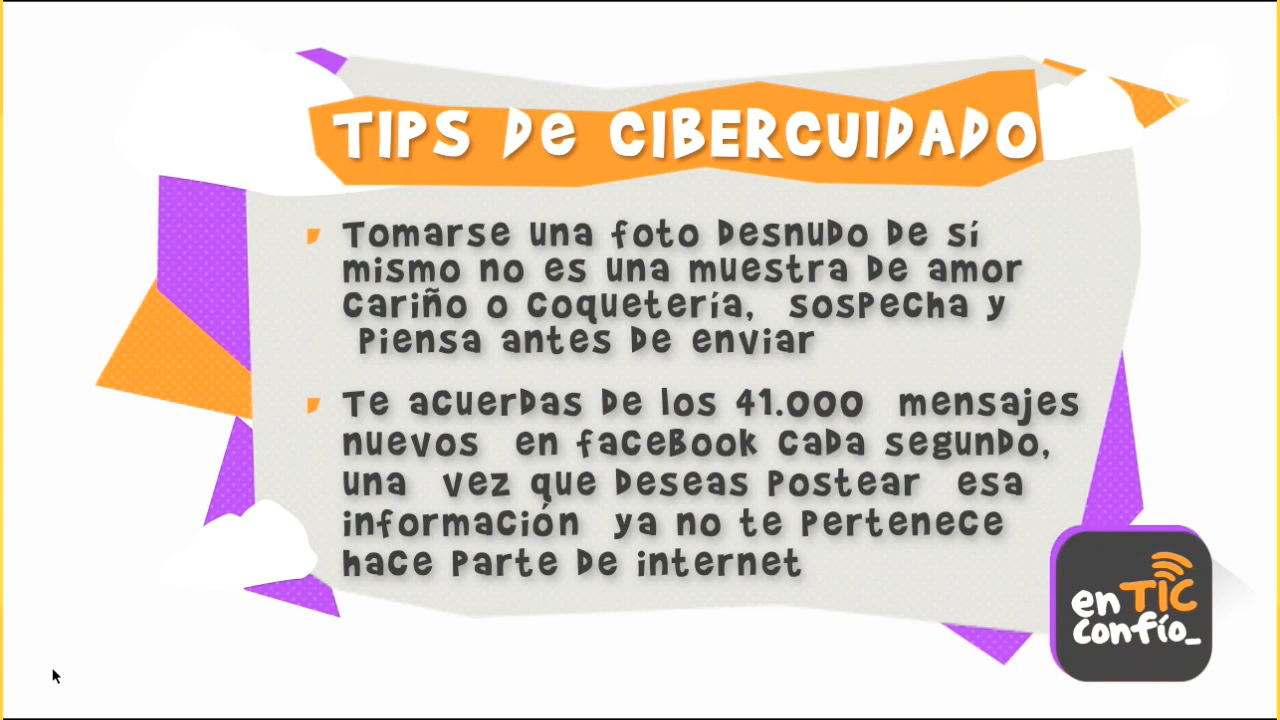 TIPS De CIBERCUIDADO
Tomarse una foto desnudo de sí
mismo no es una muestra de amor
cariño o coquetería, sospecha y
piensa antes de enviar
Te acuerdas de los 41.000 mensajes
nuevos en facebook cada segundo,
una vez que deseas postear esa
información ya no te pertenece
hace parte de internet
en TIC
confío_